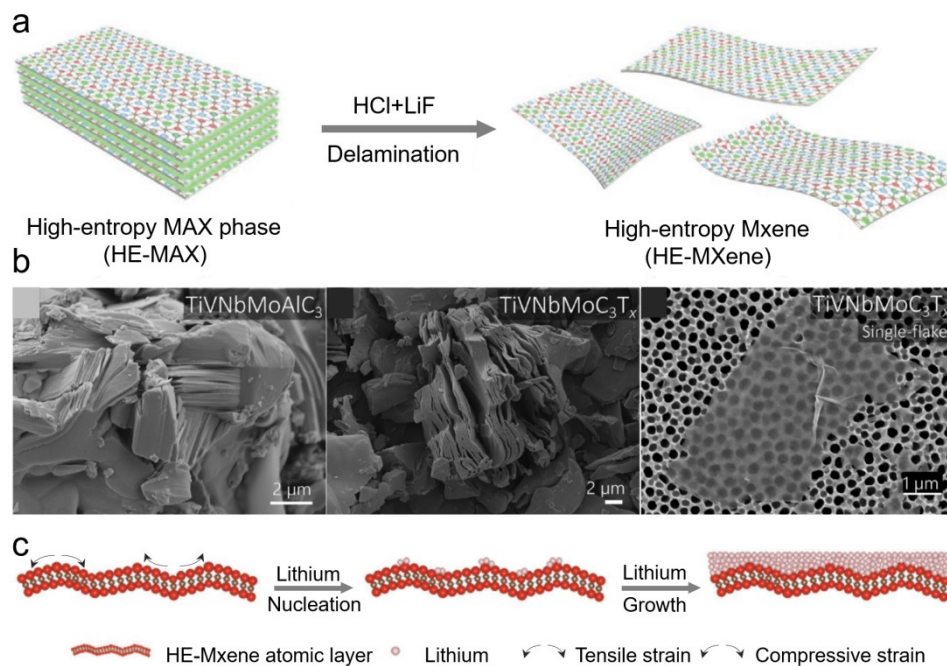 a
HCl+LiF
Delamination
High-entropy MAX phase
(HE-MAX)
High-entropy Mxene
(HE-MXene)
b
TiVNbMoAlC₃
2 μm
TiVNbMoC₃Tₓ
2 μm
TiVNbMoC₃Tₓ
Single-flake
1 μm
c
Lithium
Nucleation
Lithium
Growth
HE-Mxene atomic layer
Lithium
Tensile strain
Compressive strain